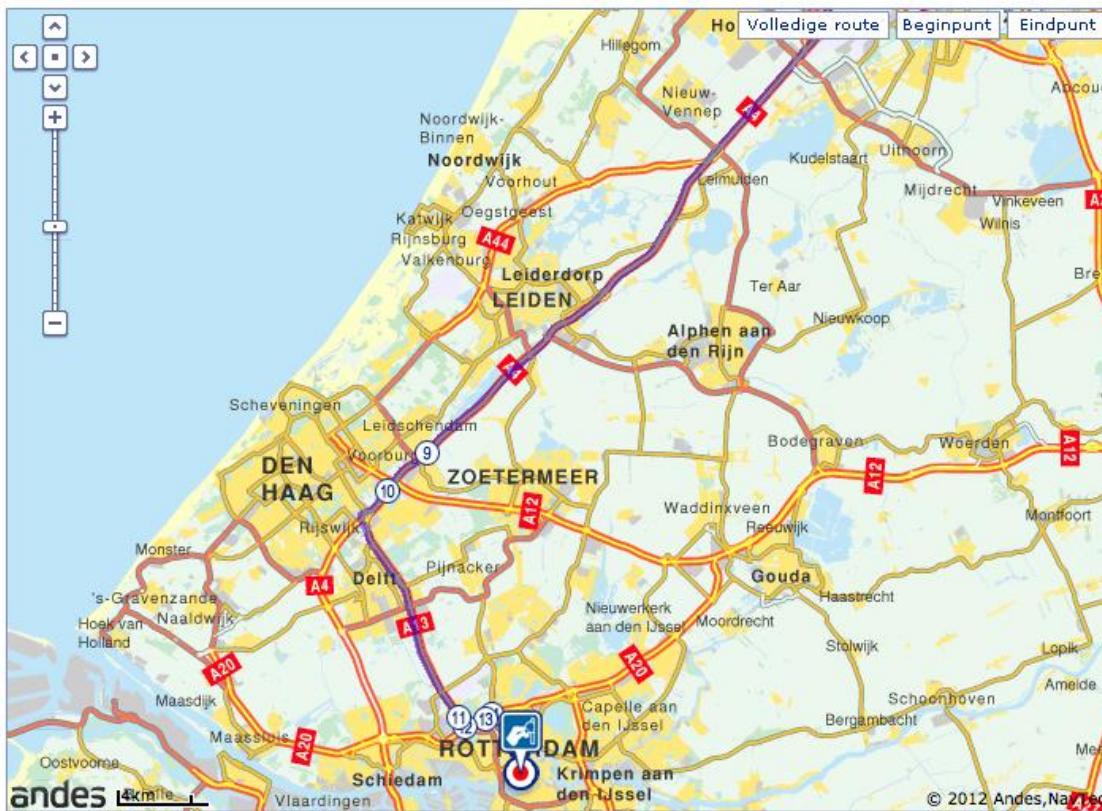 Volledige route
Beginpunt
Eindpunt
Hillegom
Nieuw-
Vennep
A4
Abcou
Noordwijk-
Binnen
Noordwijk
Voorhout
Kudelstaart
Uithoorn
Leimuiden
Mijdrecht
Vinkeveen
Wilnis
Katwijk
Oegstgeest
Rijnsburg
A44
Valkenburg
Leiderdorp
LEIDEN
Ter Aar
Nieuwkoop
Alphen aan
den Rijn
A4
Scheveningen
Leidschendam
9
Voorburg
DEN
HAAG
ZOETERMEER
10
Bodegraven
Woerden
A12
A12
A12
Rijswijk
Waddinxveen
Reeuwijk
Montfoort
Monster
Delft
Pijnacker
A4
Gouda
's-Gravenzande
Naaldwijk
Hoek van
Holland
A13
Nieuwerkerk
aan den IJssel
Moordrecht
Haastrecht
Stolwijk
Lopik
A20
A20
Maasdijk
Schoonhoven
Ameide
Bergambacht
11
13
Capelle aan
den IJssel
Maassluis
A20
ROTTERDAM
Oostvoorne
Schiedam
Krimpen aan
den IJssel
Vlaardingen
andes
4km
© 2012 Andes, NavTeq